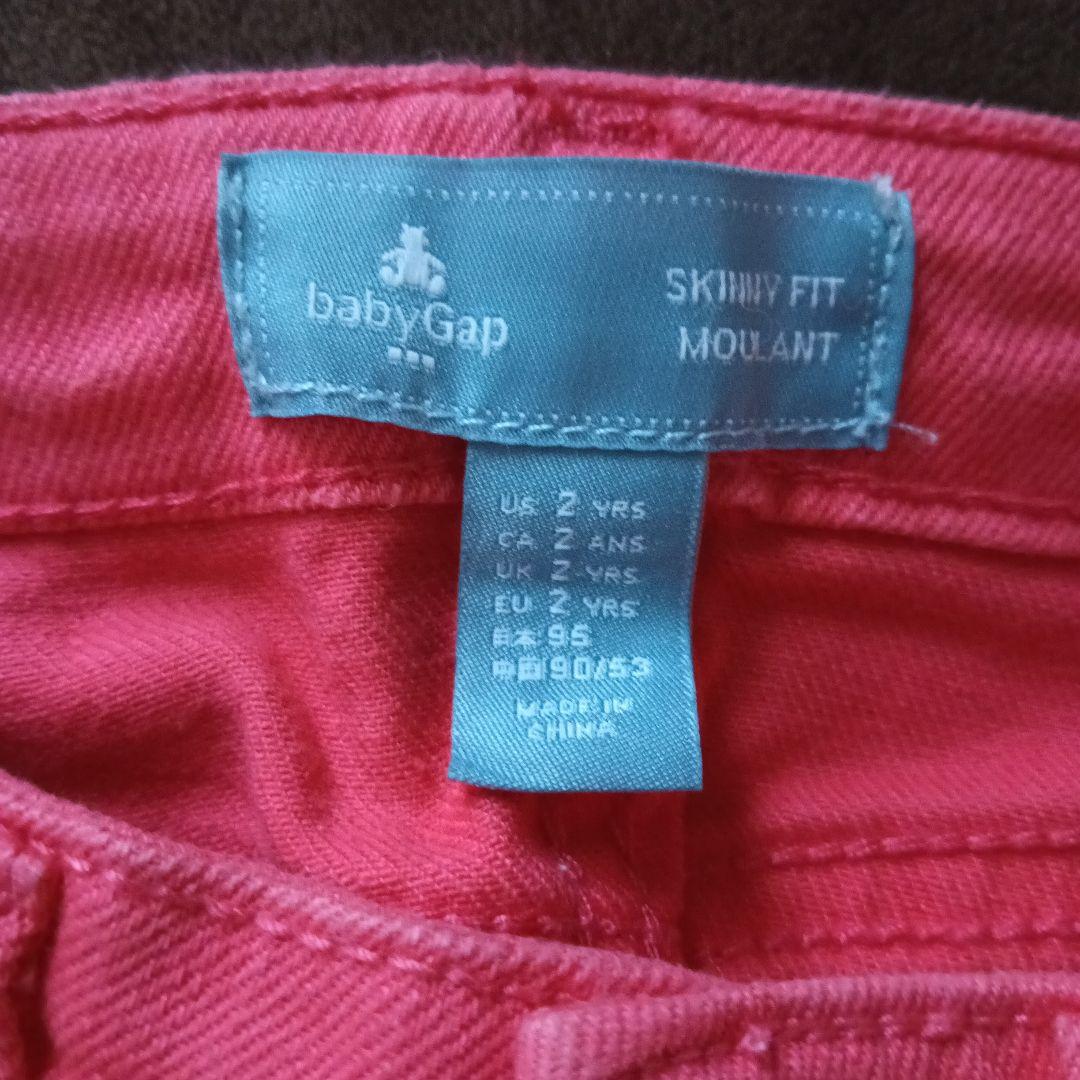 babyGap
SKINNY FIT
MOULANT
US 2 YRS
CA 2 ANS
UK 2-YRS
EU 2 YRS
日本 95
中国 90/53
MADE IN
CHINA